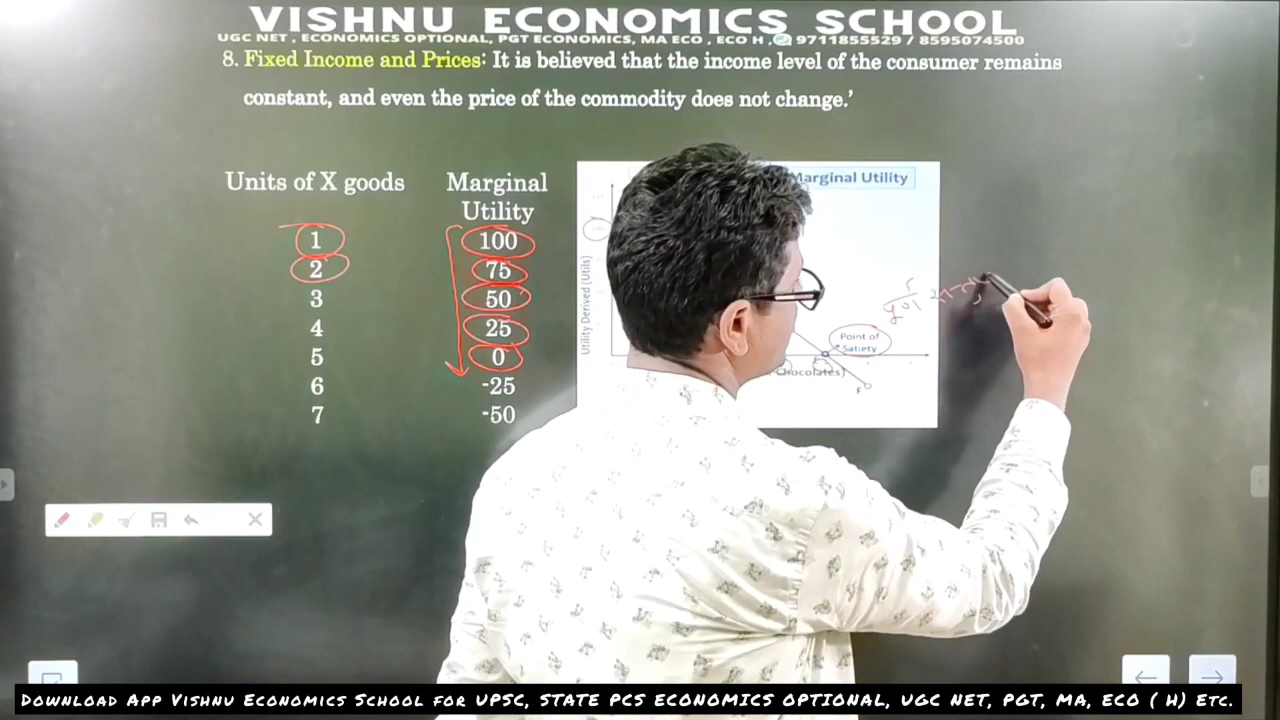 VISHNU ECONOMICS SCHOOL
UGC NET , ECONOMICS OPTIONAL, PGT ECONOMICS, MA ECO , ECO H , 9711855529 / 8595074500
8. Fixed Income and Prices: It is believed that the income level of the consumer remains
constant, and even the price of the commodity does not change.’
Units of X goods
Marginal
Utility
1 100
2 75
3 50
4 25
5 0
6 -25
7 -50
Marginal Utility
Utility Derived (Utils)
Point of
Satiety
Chocolates)
F
DOWNLOAD APP VISHNU ECONOMICS SCHOOL FOR UPSC, STATE PCS ECONOMICS OPTIONAL, UGC NET, PGT, MA, ECO ( H) ETC.